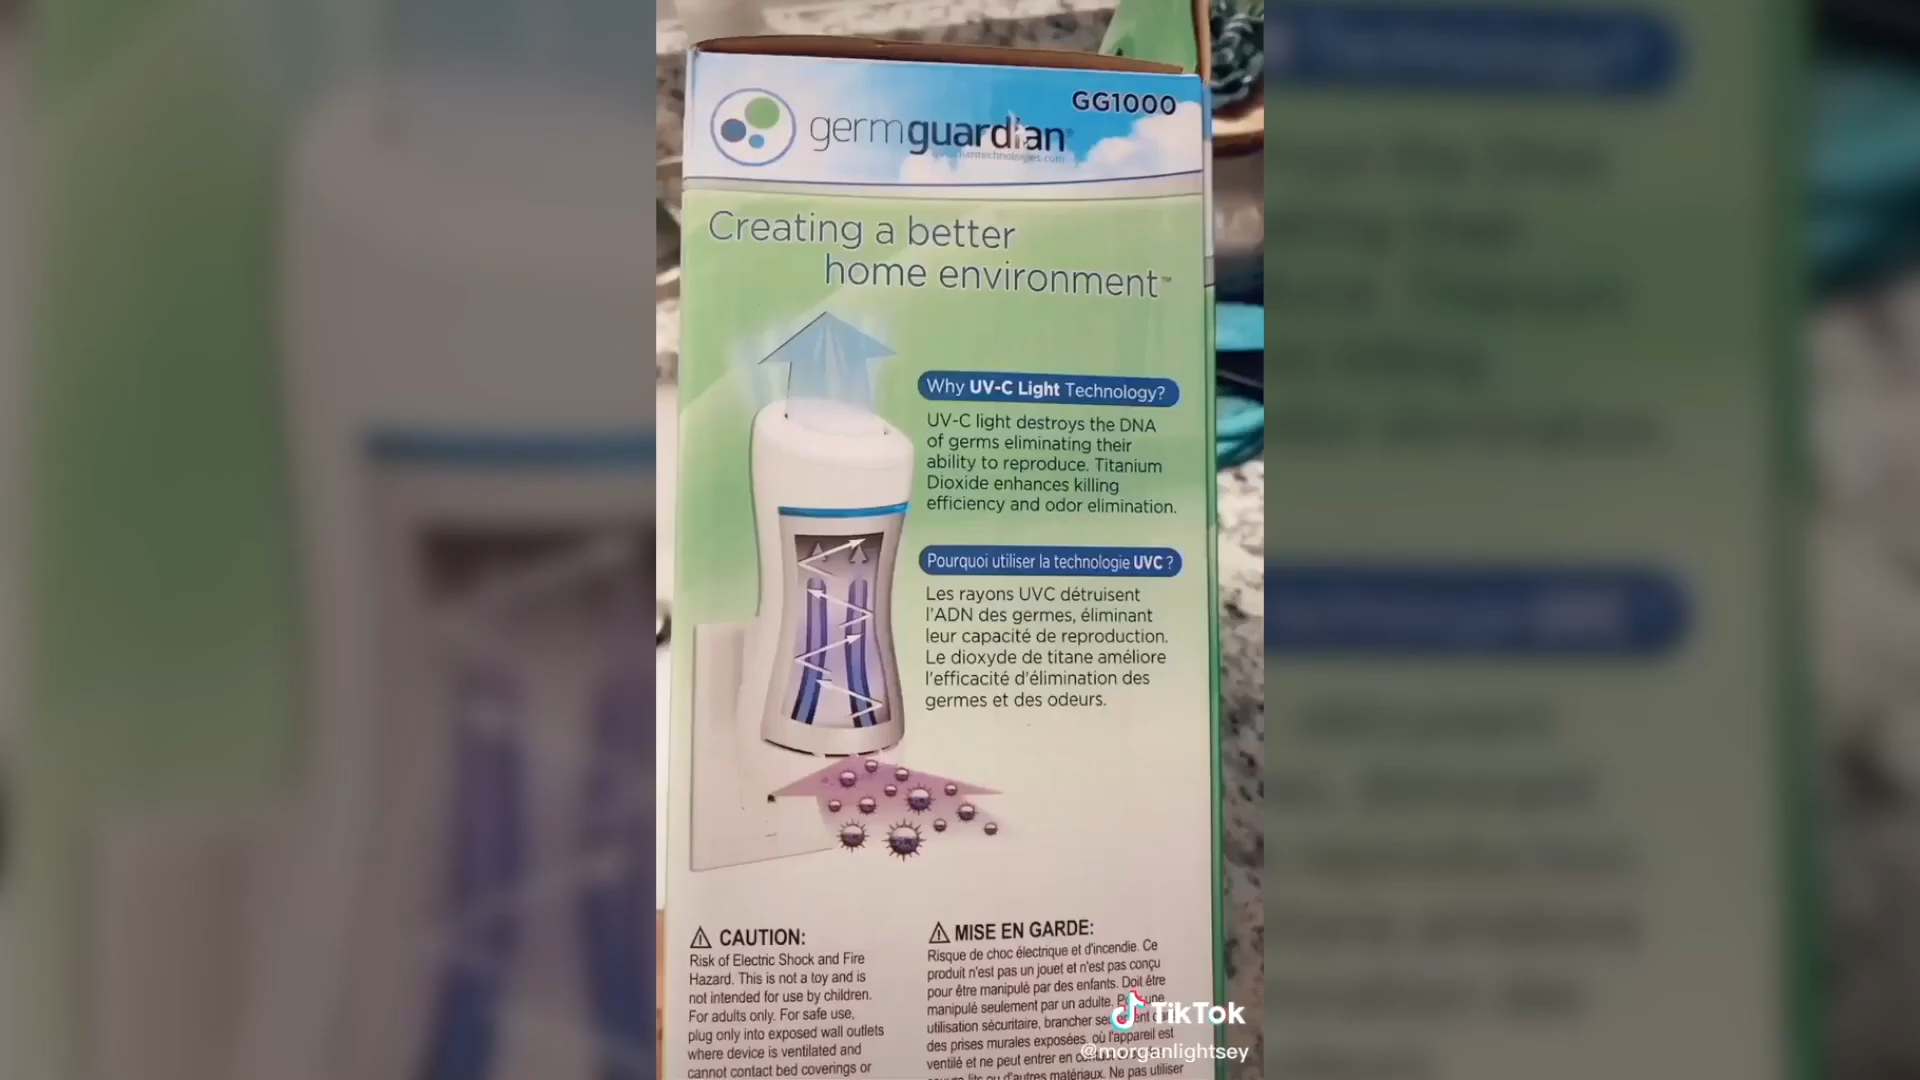 GG1000
germguardian
Creating a better
home environment™
Why UV-C Light Technology?
UV-C light destroys the DNA
of germs eliminating their
ability to reproduce. Titanium
Dioxide enhances killing
efficiency and odor elimination.
Pourquoi utiliser la technologie UVC ?
Les rayons UVC détruisent
l'ADN des germes, éliminant
leur capacité de reproduction.
Le dioxyde de titane améliore
l'efficacité d'élimination des
germes et des odeurs.
CAUTION:
Risk of Electric Shock and Fire
Hazard. This is not a toy and is
not intended for use by children.
For adults only. For safe use,
plug only into exposed wall outlets
where device is ventilated and
cannot contact bed coverings or
MISE EN GARDE:
Risque de choc électrique et d'incendie. Ce
produit n'est pas un jouet et n'est pas conçu
pour être manipulé par des enfants. Doit être
manipulé seulement par un adulte.
utilisation sécuritaire, brancher
des prises murales exposées, où l'appareil est
ventilé et ne peut entrer en
ou d'autres matériaux. Ne pas utiliser
TikTok
@morganlightsey